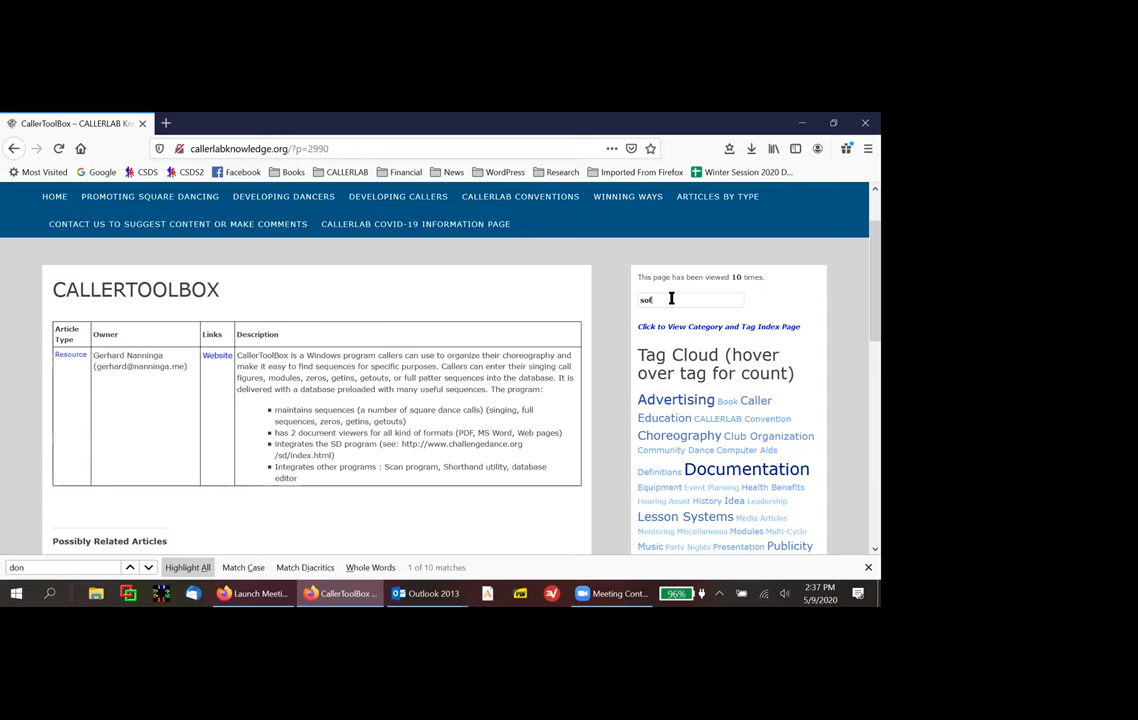 CallerToolBox – CALLERLAB Kn
callerlabknowledge.org/?p=2990
Most Visited Google CSDS CSDS2 Facebook Books CALLERLAB Financial News WordPress Research Imported From Firefox Winter Session 2020 D...
HOME PROMOTING SQUARE DANCING DEVELOPING DANCERS DEVELOPING CALLERS CALLERLAB CONVENTIONS WINNING WAYS ARTICLES BY TYPE
CONTACT US TO SUGGEST CONTENT OR MAKE COMMENTS CALLERLAB COVID-19 INFORMATION PAGE
CALLERTOOLBOX
Article Type
Owner
Links
Description
Resource
Gerhard Nanninga
(gerhard@nanninga.me)
Website
CallerToolBox is a Windows program callers can use to organize their choreography and
make it easy to find sequences for specific purposes. Callers can enter their singing call
figures, modules, zeros, getins, getouts, or full patter sequences into the database. It is
delivered with a database preloaded with many useful sequences. The program:
maintains sequences (a number of square dance calls) (singing, full
sequences, zeros, getins, getouts)
has 2 document viewers for all kind of formats (PDF, MS Word, Web pages)
integrates the SD program (see: http://www.challengedance.org
/sd/index.html)
Integrates other programs : Scan program, Shorthand utility, database
editor
Possibly Related Articles
This page has been viewed 10 times.
sof
Click to View Category and Tag Index Page
Tag Cloud (hover
over tag for count)
Advertising Book Caller
Education CALLERLAB Convention
Choreography Club Organization
Community Dance Computer Aids
Definitions Documentation
Equipment Event Planning Health Benefits
Hearing Assist History Idea Leadership
Lesson Systems Media Articles
Mentoring Miscellaneous Modules Multi-Cycle
Music Party Nights Presentation Publicity
don Highlight All Match Case Match Diacritics Whole Words 1 of 10 matches
Launch Meeti... CallerToolBox ... Outlook 2013 Meeting Cont... 96% 2:37 PM
5/9/2020